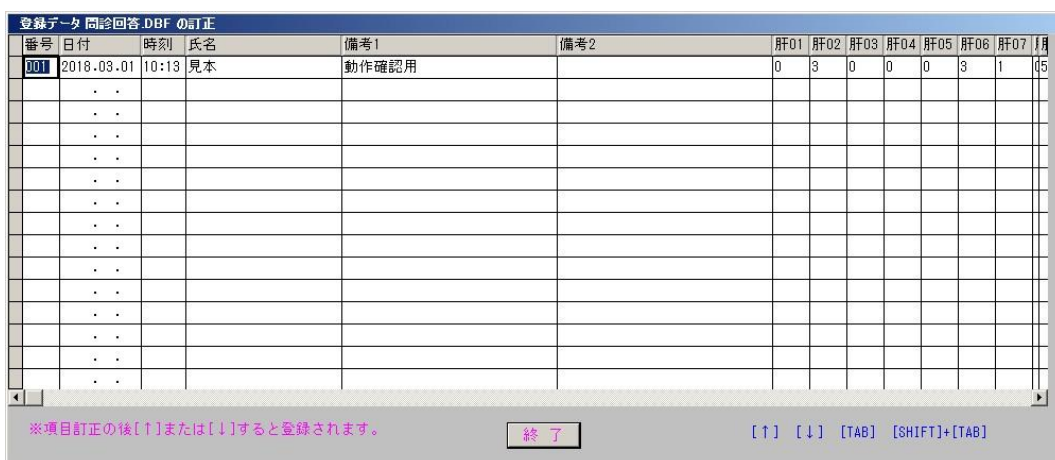 登録データ 問診回答.DBF の訂正
番号 日付 時刻 氏名 備考1 備考2 肝01 肝02 肝03 肝04 肝05 肝06 肝07
001 2018.03.01 10:13 見本 動作確認用 0 3 0 0 0 3 1
※項目訂正の後[↑]または[↓]すると登録されます。 終 了 [↑] [↓] [TAB] [SHIFT]+[TAB]